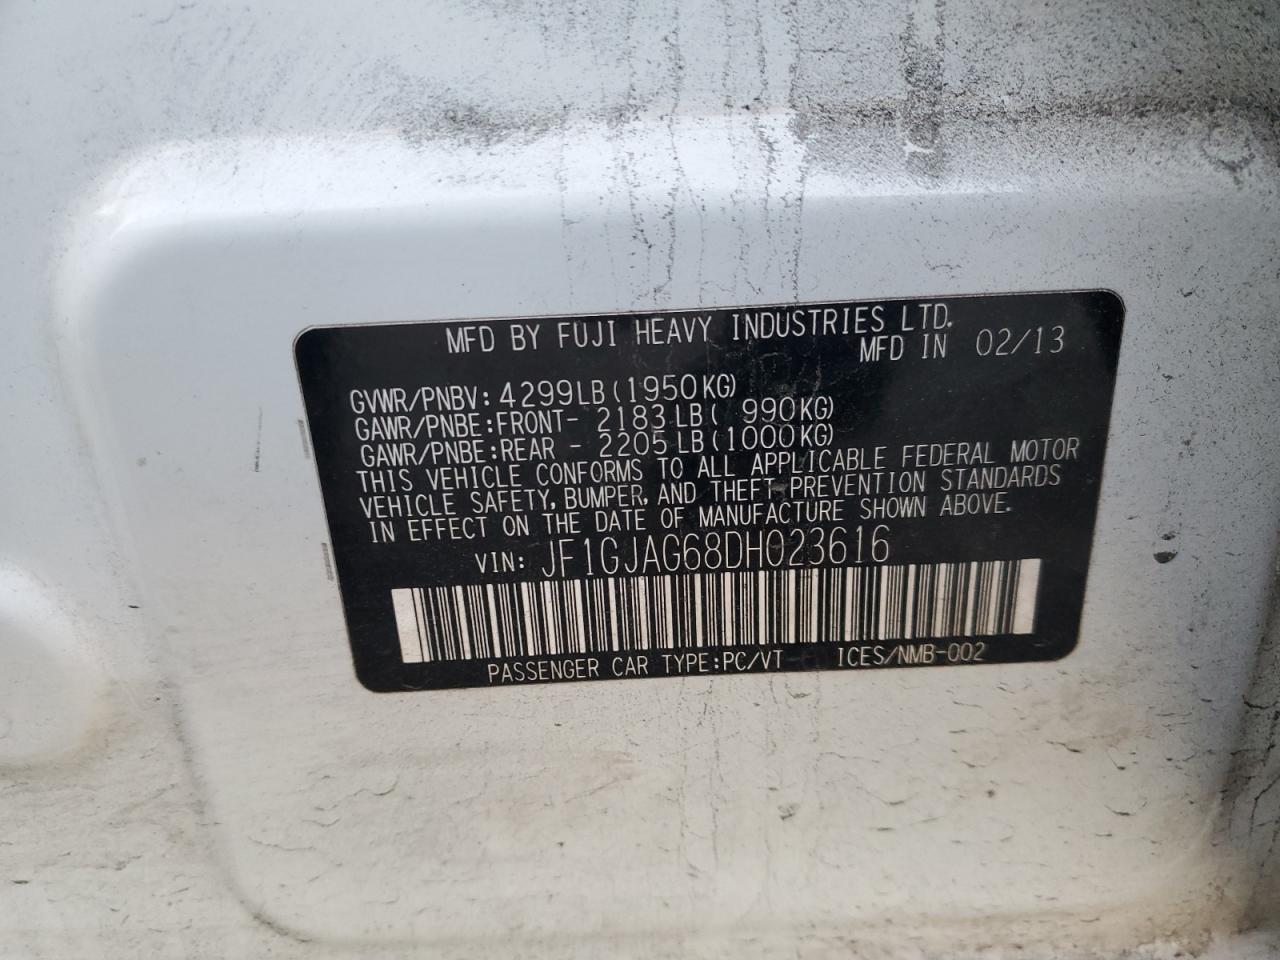 MFD BY FUJI HEAVY INDUSTRIES LTD.
MFD IN 02/13
GVWR/PNBV: 4299LB(1950KG)
GAWR/PNBE:FRONT- 2183LB( 990KG)
GAWR/PNBE:REAR - 2205LB(1000KG)
THIS VEHICLE CONFORMS TO ALL APPLICABLE FEDERAL MOTOR
VEHICLE SAFETY, BUMPER, AND THEFT PREVENTION STANDARDS
IN EFFECT ON THE DATE OF MANUFACTURE SHOWN ABOVE.
VIN: JF1GJAG68DH023616
PASSENGER CAR TYPE:PC/VT ICES/NMB-002